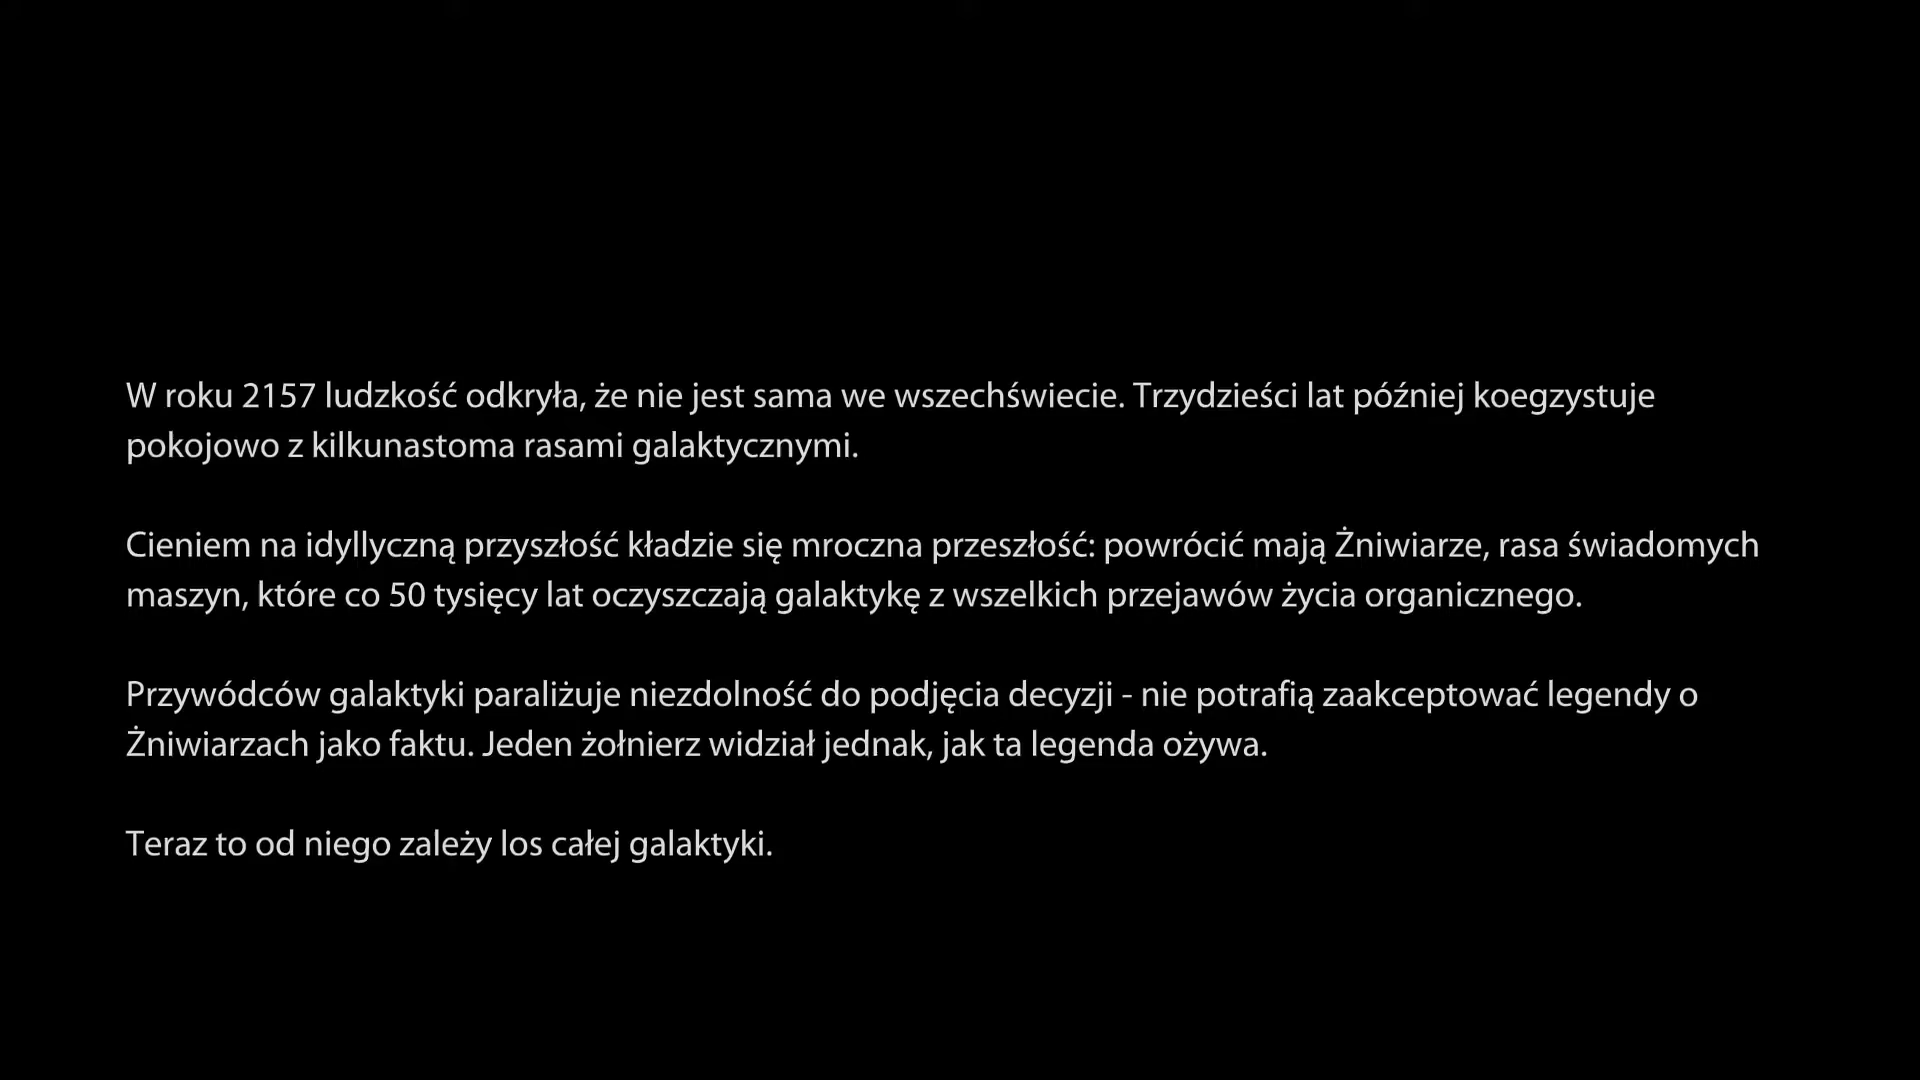 W roku 2157 ludzkość odkryła, że nie jest sama we wszechświecie. Trzydzieści lat później koegzystuje
pokojowo z kilkunastoma rasami galaktycznymi.
Cieniem na idyllyczną przyszłość kładzie się mroczna przeszłość: powrócić mają Żniwiarze, rasa świadomych
maszyn, które co 50 tysięcy lat oczyszczają galaktykę z wszelkich przejawów życia organicznego.
Przywódców galaktyki paraliżuje niezdolność do podjęcia decyzji - nie potrafią zaakceptować legendy o
Żniwiarzach jako faktu. Jeden żołnierz widział jednak, jak ta legenda ożywa.
Teraz to od niego zależy los całej galaktyki.